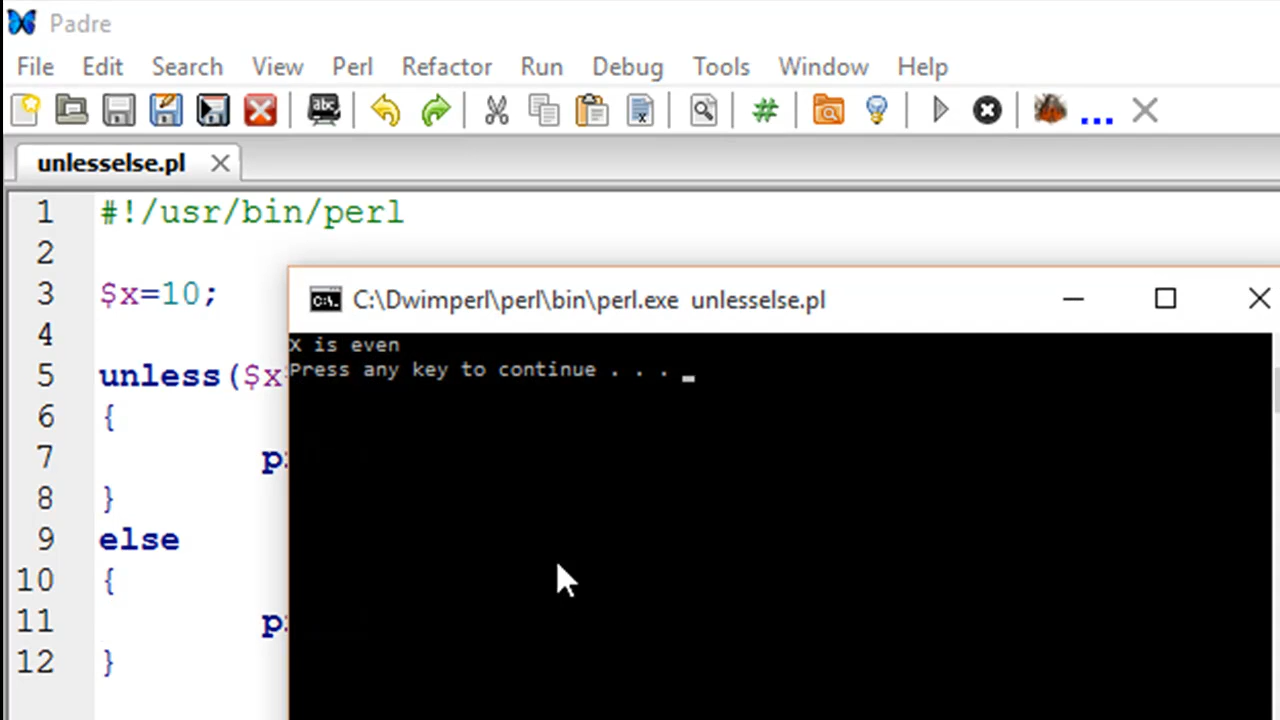 Padre
File Edit Search View Perl Refactor Run Debug Tools Window Help
abc
unlesselse.pl
1 #!/usr/bin/perl
2
3 $x=10;
4
5 unless($x
6 {
7
8 }
9 else
10 {
11
12 }
C:\. C:\Dwimperl\perl\bin\perl.exe unlesselse.pl
X is even
Press any key to continue . . .